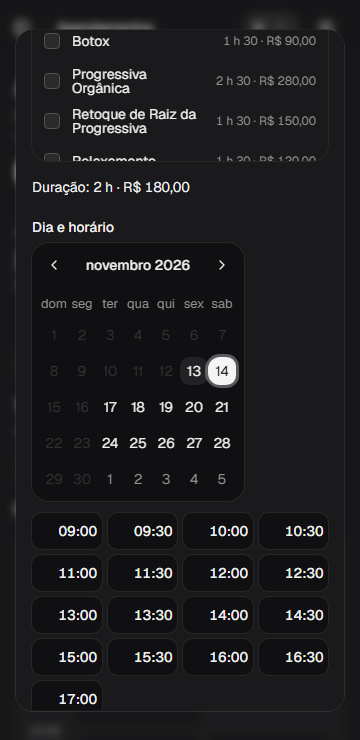 Botox 1 h 30 · R$ 90,00
Progressiva
Orgânica 2 h 30 · R$ 280,00
Retoque de Raiz da
Progressiva 1 h 30 · R$ 150,00
Relaxamento 1 h 30 · R$ 120,00
Duração: 2 h · R$ 180,00
Dia e horário
novembro 2026
dom seg ter qua qui sex sab
1 2 3 4 5 6 7
8 9 10 11 12 13 14
15 16 17 18 19 20 21
22 23 24 25 26 27 28
29 30 1 2 3 4 5
09:00 09:30 10:00 10:30
11:00 11:30 12:00 12:30
13:00 13:30 14:00 14:30
15:00 15:30 16:00 16:30
17:00